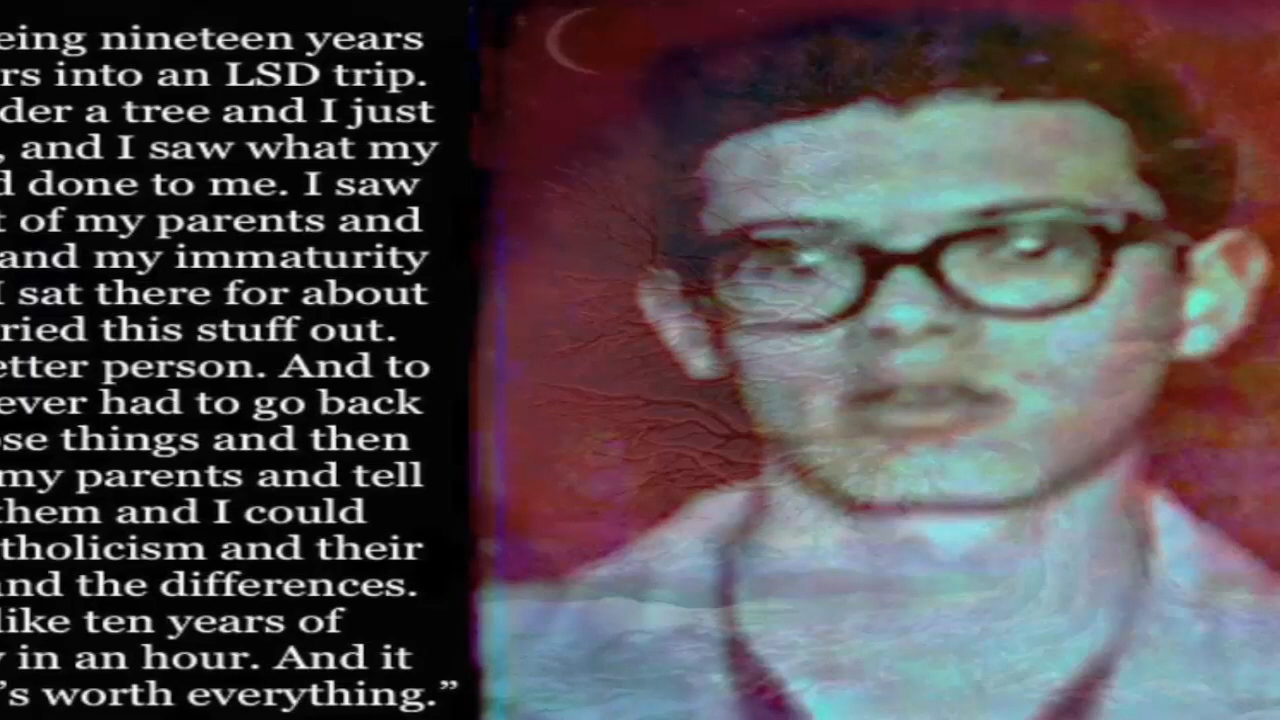 eing nineteen years
rs into an LSD trip.
der a tree and I just
, and I saw what my
d done to me. I saw
t of my parents and
and my immaturity
I sat there for about
ried this stuff out.
etter person. And to
ever had to go back
ose things and then
my parents and tell
them and I could
tholicism and their
and the differences.
like ten years of
y in an hour. And it
’s worth everything.”